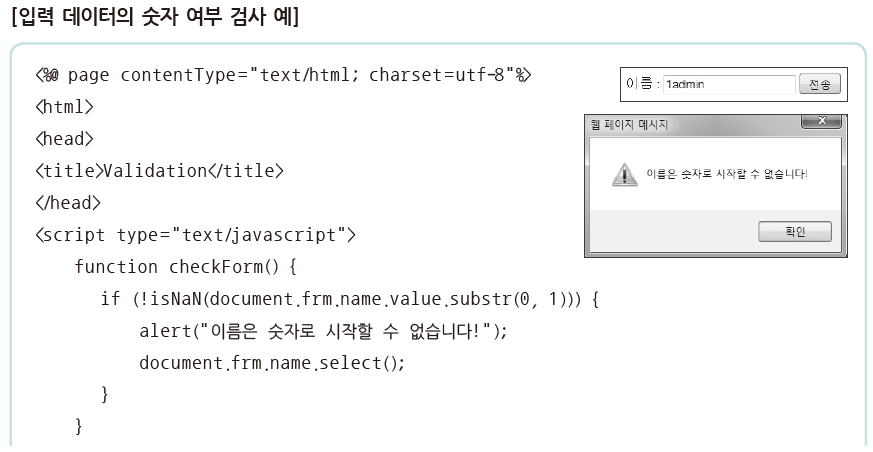 [입력 데이터의 숫자 여부 검사 예]
<%@ page contentType="text/html; charset=utf-8"%>
<html>
<head>
<title>Validation</title>
</head>
<script type="text/javascript">
function checkForm() {
if (!isNaN(document.frm.name.value.substr(0, 1))) {
alert("이름은 숫자로 시작할 수 없습니다!");
document.frm.name.select();
}
}
이름 : 1admin 전송
웹 페이지 메시지
이름은 숫자로 시작할 수 없습니다!
확인